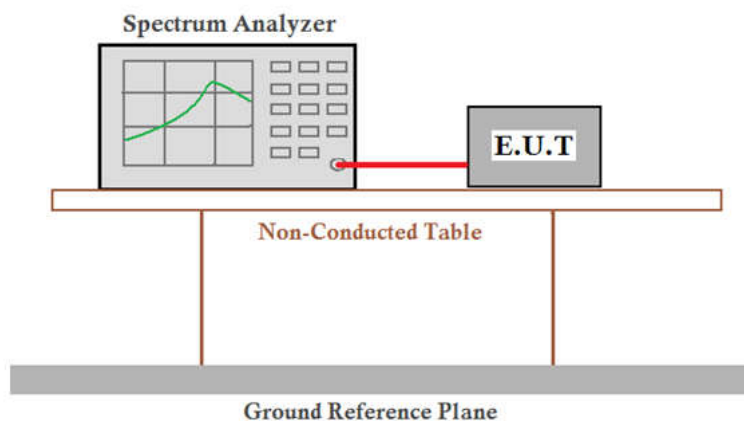 Spectrum Analyzer
E.U.T
Non-Conducted Table
Ground Reference Plane